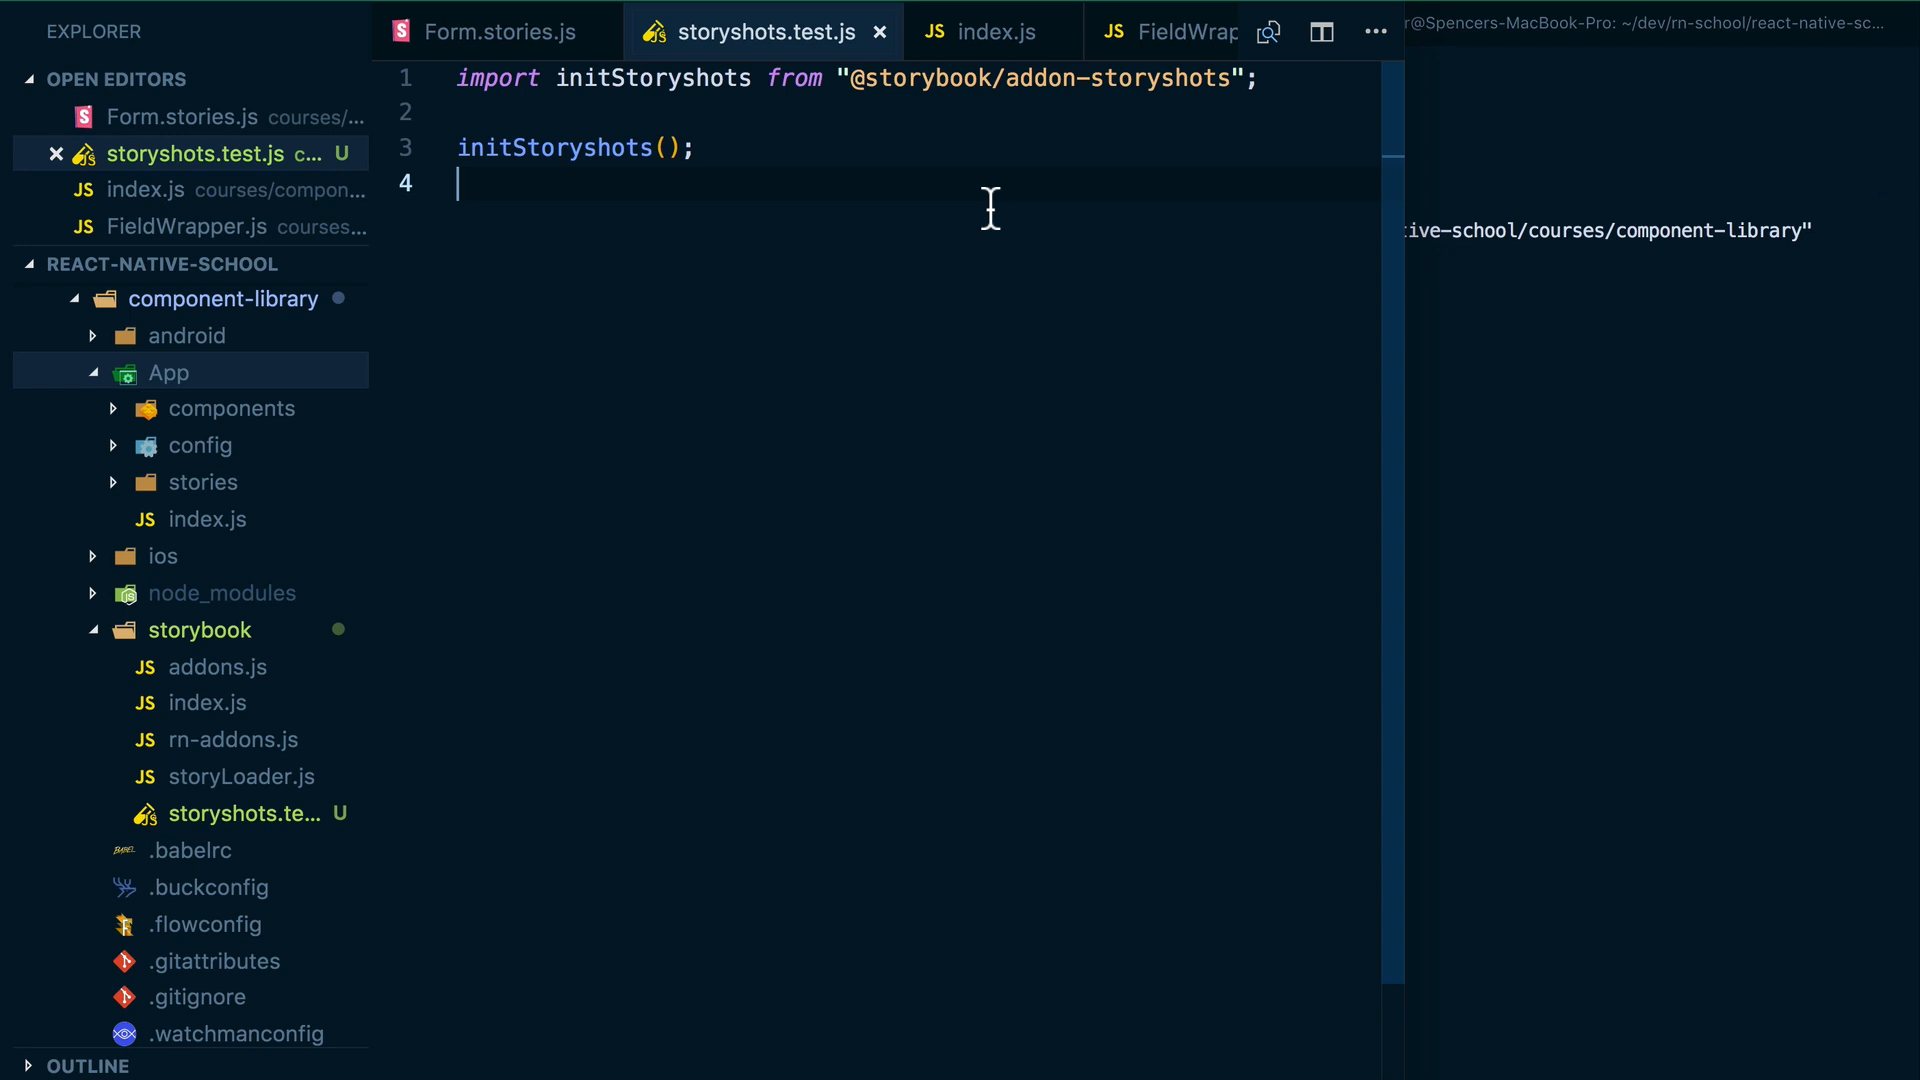 EXPLORER
OPEN EDITORS
Form.stories.js courses/...
storyshots.test.js c... U
index.js courses/compon...
FieldWrapper.js courses...
REACT-NATIVE-SCHOOL
component-library
android
App
components
config
stories
index.js
ios
node_modules
storybook
addons.js
index.js
rn-addons.js
storyLoader.js
storyshots.te... U
.babelrc
.buckconfig
.flowconfig
.gitattributes
.gitignore
.watchmanconfig
OUTLINE
Form.stories.js
storyshots.test.js
JS index.js
JS FieldWrap
1 import initStoryshots from "@storybook/addon-storyshots";
2
3 initStoryshots();
4
r@Spencers-MacBook-Pro: ~/dev/rn-school/react-native-sc...
ive-school/courses/component-library"